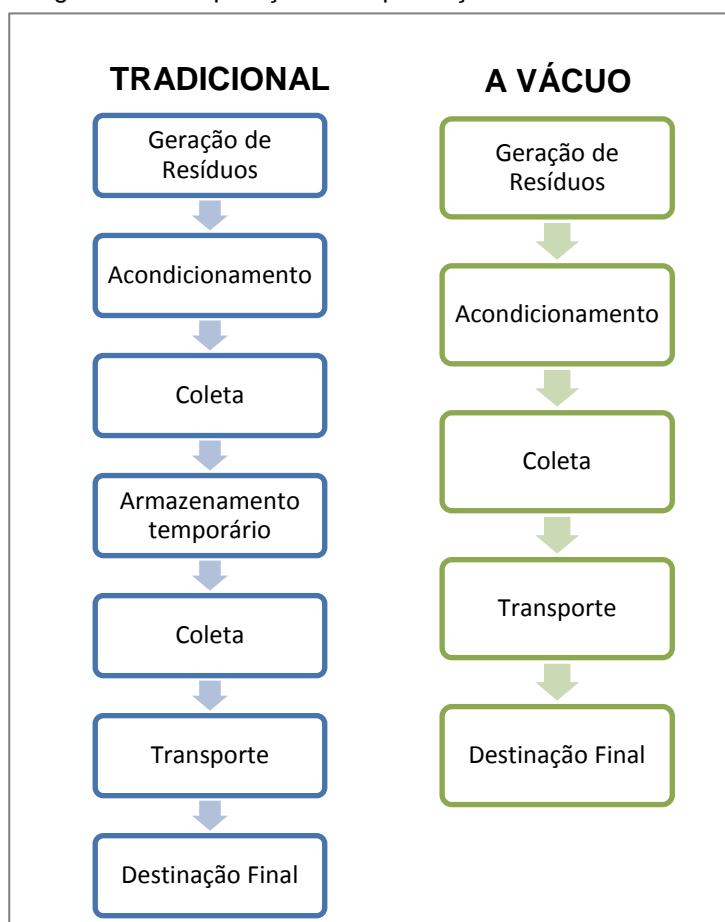 TRADICIONAL
Geração de
Resíduos
Acondicionamento
Coleta
Armazenamento
temporário
Coleta
Transporte
Destinação Final
A VÁCUO
Geração de
Resíduos
Acondicionamento
Coleta
Transporte
Destinação Final